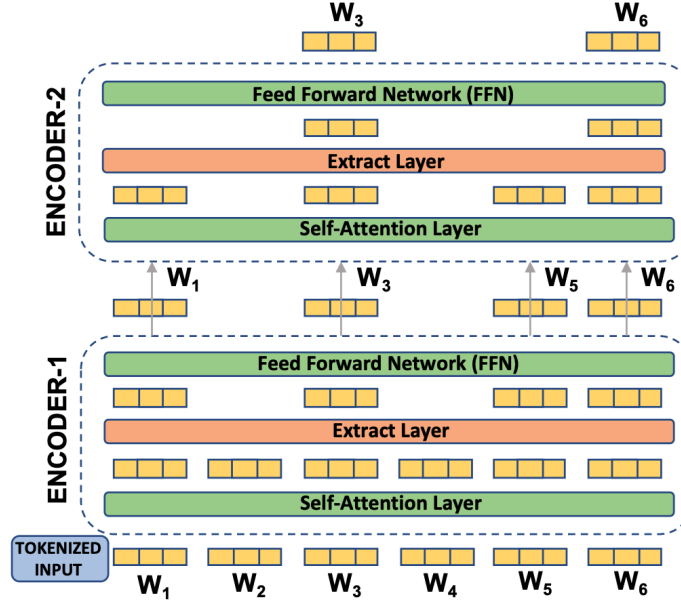 W3 W6
ENCODER-2
Feed Forward Network (FFN)
Extract Layer
Self-Attention Layer
W1 W3 W5 W6
ENCODER-1
Feed Forward Network (FFN)
Extract Layer
Self-Attention Layer
TOKENIZED
INPUT
W1 W2 W3 W4 W5 W6